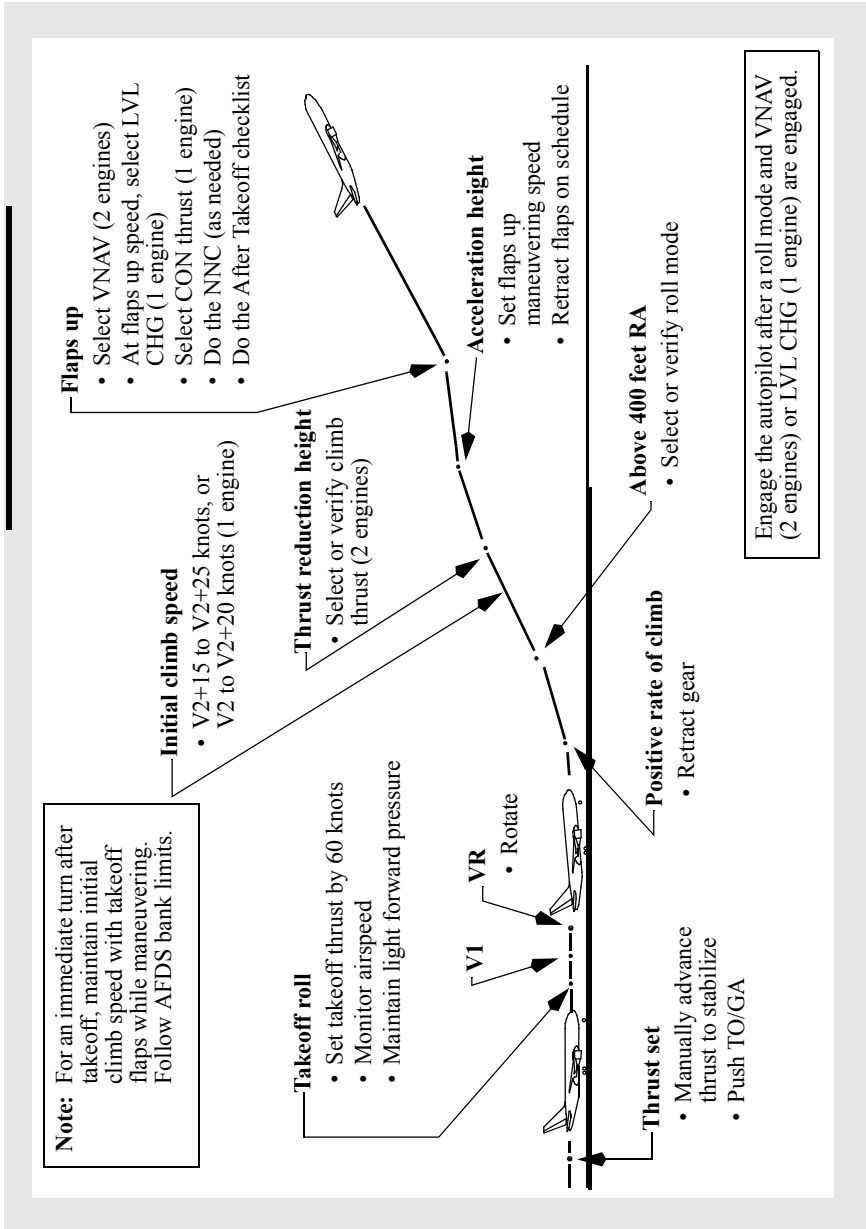 Note: For an immediate turn after
takeoff, maintain initial
climb speed with takeoff
flaps while maneuvering.
Follow AFDS bank limits.
Initial climb speed
• V2+15 to V2+25 knots, or
V2 to V2+20 knots (1 engine)
Flaps up
• Select VNAV (2 engines)
• At flaps up speed, select LVL
CHG (1 engine)
• Select CON thrust (1 engine)
• Do the NNC (as needed)
• Do the After Takeoff checklist
Takeoff roll
• Set takeoff thrust by 60 knots
• Monitor airspeed
• Maintain light forward pressure
Thrust reduction height
• Select or verify climb
thrust (2 engines)
V1
VR
• Rotate
Acceleration height
• Set flaps up
maneuvering speed
• Retract flaps on schedule
Thrust set
• Manually advance
thrust to stabilize
• Push TO/GA
Positive rate of climb
• Retract gear
Above 400 feet RA
• Select or verify roll mode
Engage the autopilot after a roll mode and VNAV
(2 engines) or LVL CHG (1 engine) are engaged.